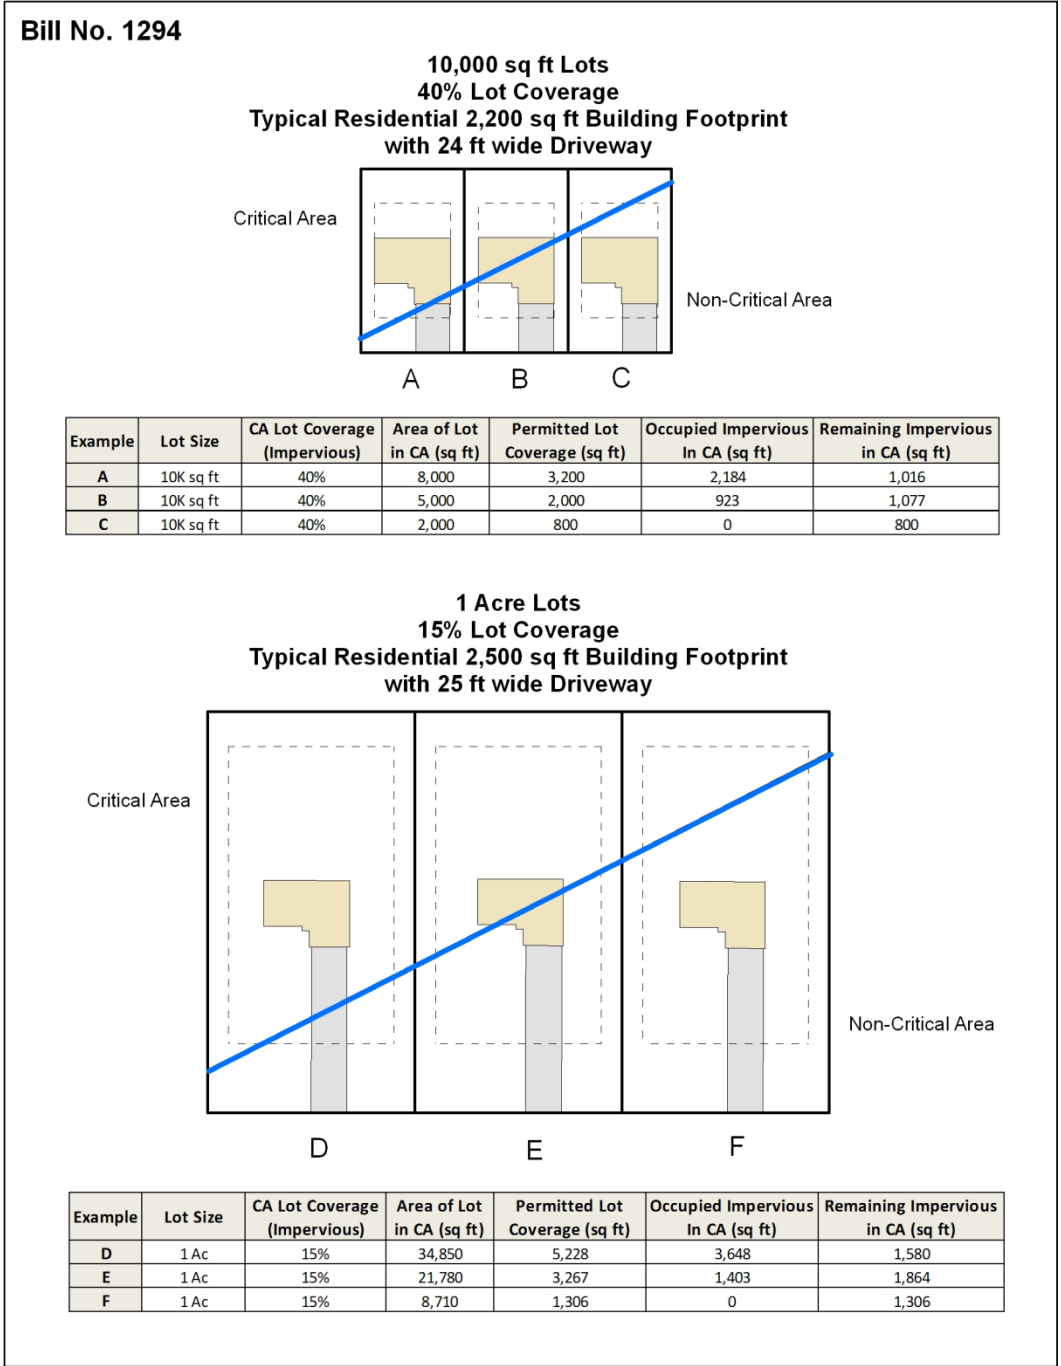 Bill No. 1294
10,000 sq ft Lots
40% Lot Coverage
Typical Residential 2,200 sq ft Building Footprint
with 24 ft wide Driveway
Critical Area
Non-Critical Area
A B C
Example Lot Size CA Lot Coverage (Impervious) Area of Lot in CA (sq ft) Permitted Lot Coverage (sq ft) Occupied Impervious In CA (sq ft) Remaining Impervious in CA (sq ft)
A 10K sq ft 40% 8,000 3,200 2,184 1,016
B 10K sq ft 40% 5,000 2,000 923 1,077
C 10K sq ft 40% 2,000 800 0 800
1 Acre Lots
15% Lot Coverage
Typical Residential 2,500 sq ft Building Footprint
with 25 ft wide Driveway
Critical Area
Non-Critical Area
D E F
Example Lot Size CA Lot Coverage (Impervious) Area of Lot in CA (sq ft) Permitted Lot Coverage (sq ft) Occupied Impervious In CA (sq ft) Remaining Impervious in CA (sq ft)
D 1 Ac 15% 34,850 5,228 3,648 1,580
E 1 Ac 15% 21,780 3,267 1,403 1,864
F 1 Ac 15% 8,710 1,306 0 1,306